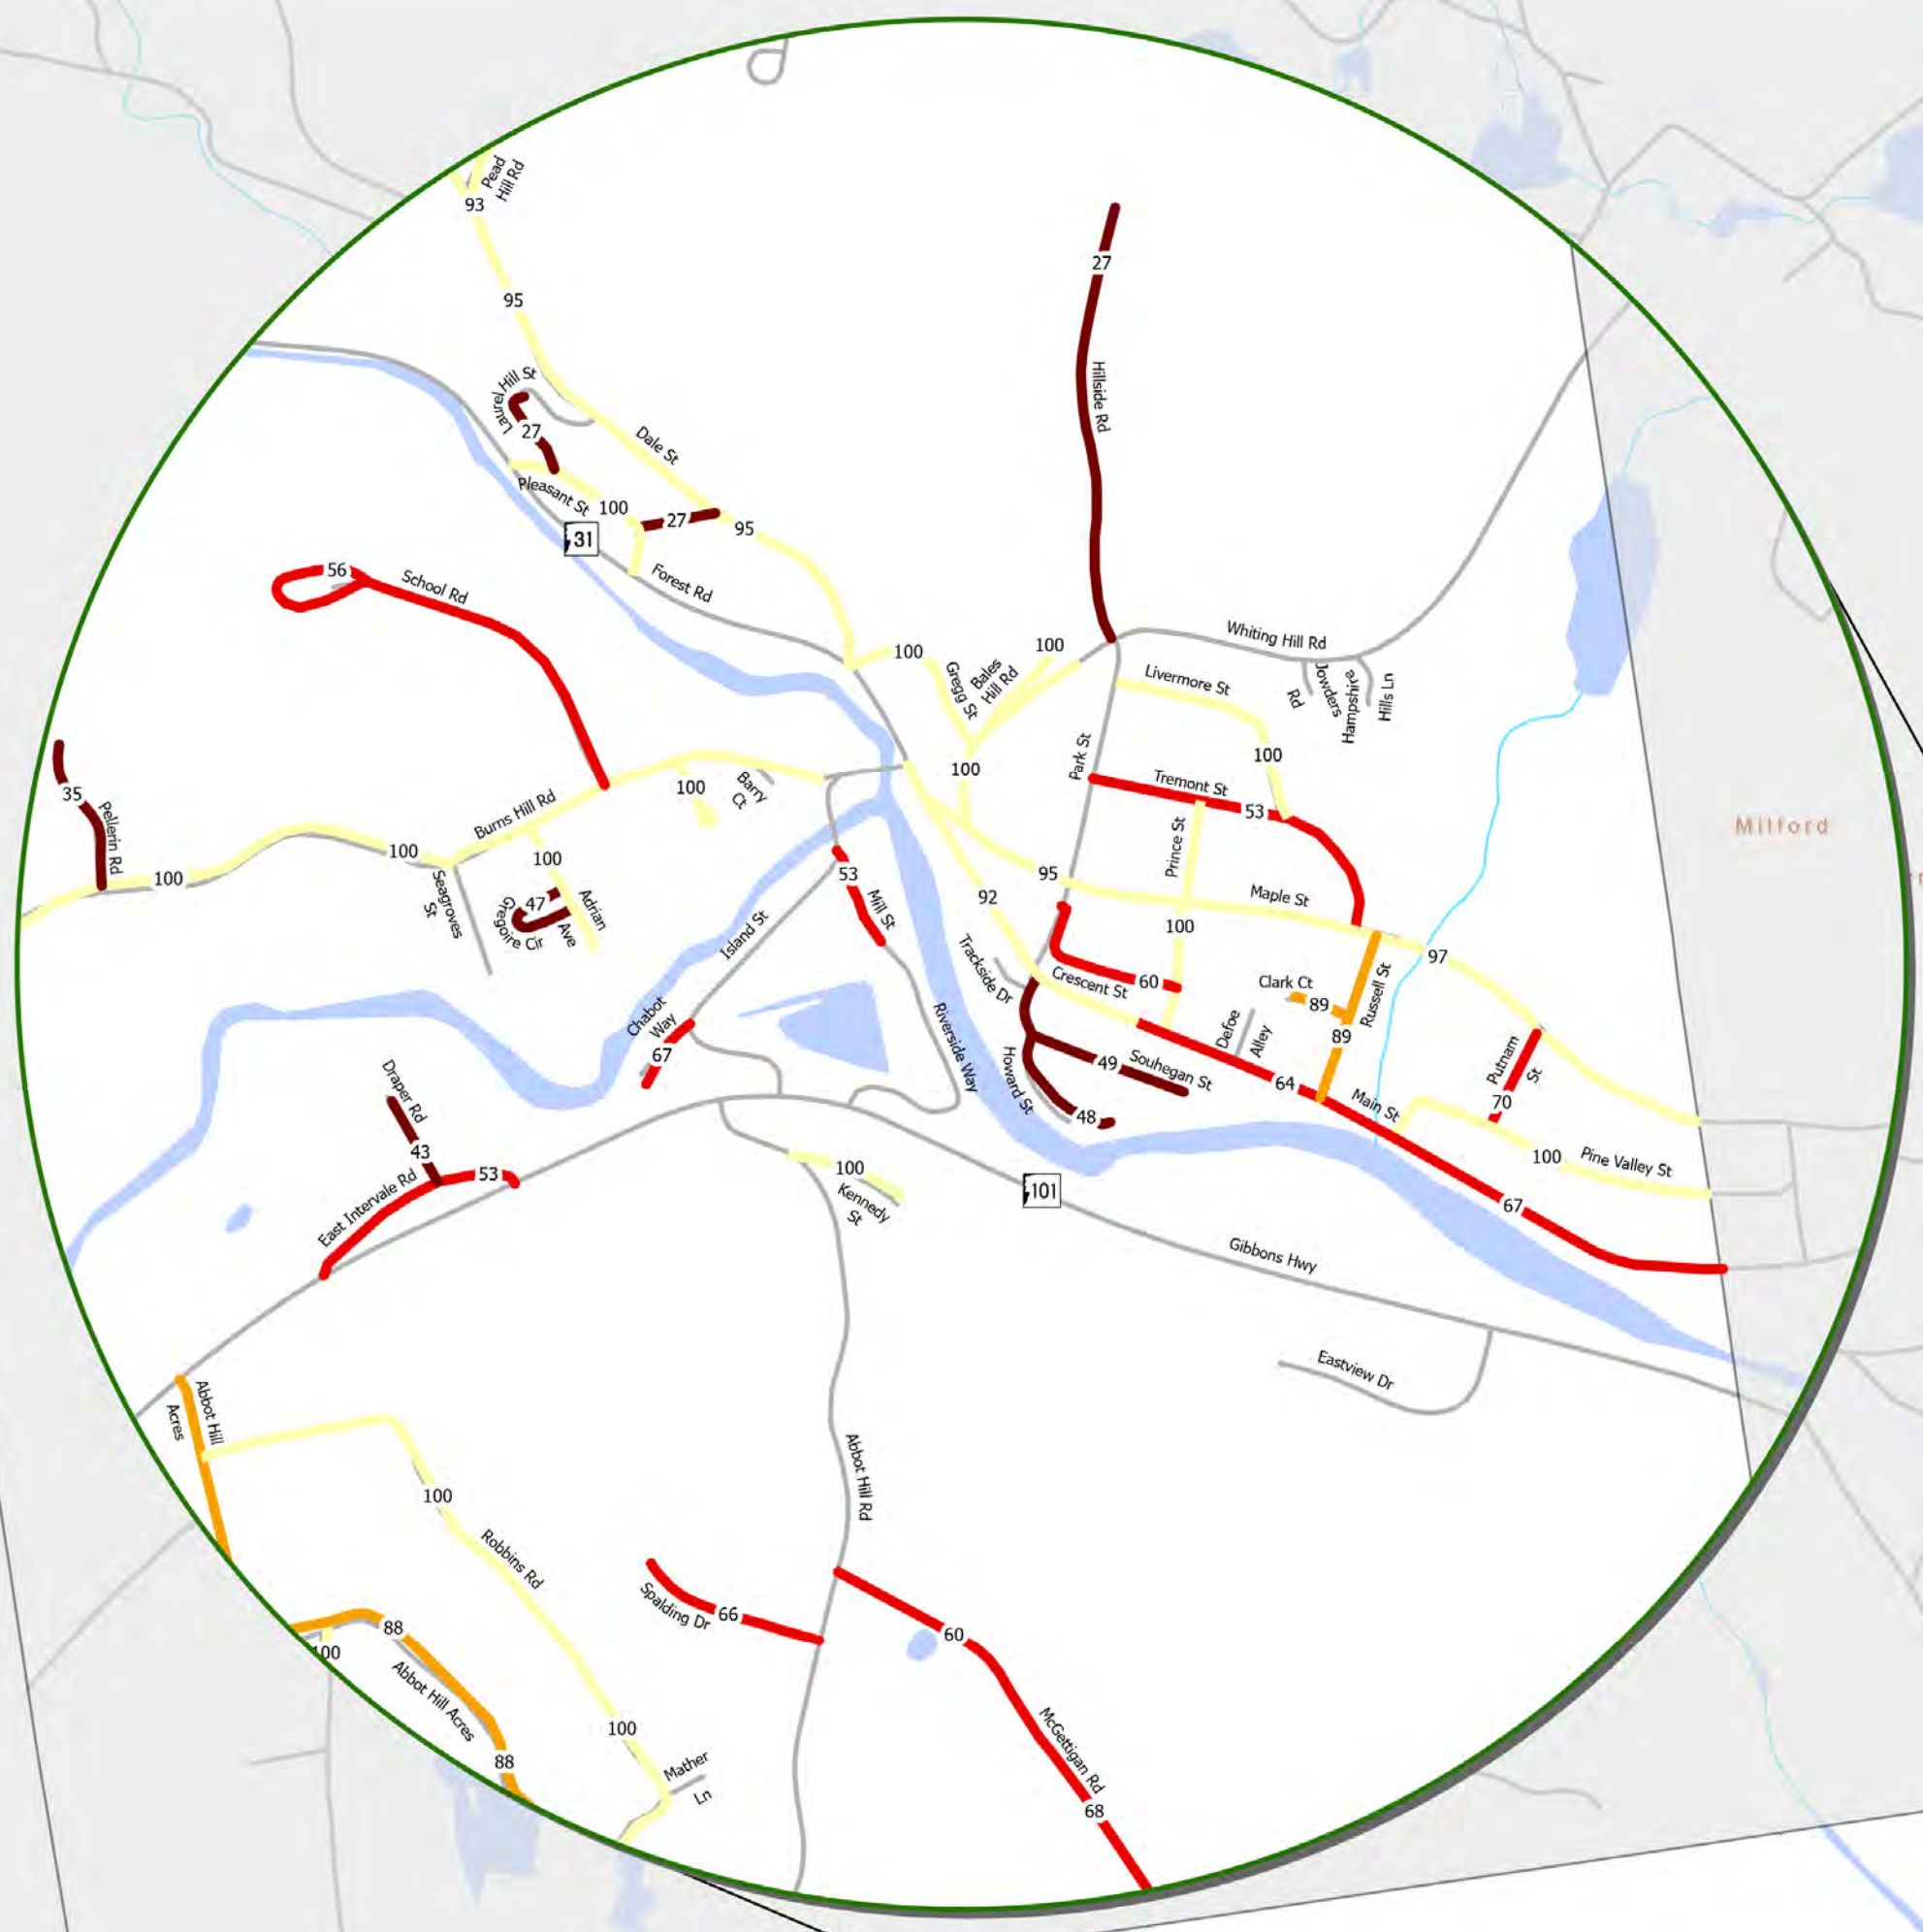 Pead
Hill Rd
93
95
27
Hillside Rd
Laurel Hill St
27
Dale St
Pleasant St
100
27
95
31
Forest Rd
56
School Rd
100
100
Gregg St
Bales
Hill Rd
Whiting Hill Rd
Livermore St
Jowders
Rd
Hampshire
Hills Ln
35
Pellerin Rd
Park St
100
100
Tremont St
53
100
Barry
Ct
Burns Hill Rd
Milford
100
100
100
Seagroves
St
47
Gregoire Cir
Adrian
Ave
53
Mill St
95
92
Prince St
Maple St
100
97
Island St
Trackside Dr
Crescent St
60
Clark Ct
89
Russell St
89
Chabot
Way
67
Riverside Way
Howard St
49
Souhegan St
48
Defoe
Alley
64
Main St
Putnam
St
70
100
Pine Valley St
67
Draper Rd
43
53
East Intervale Rd
100
Kennedy
St
101
Gibbons Hwy
Eastview Dr
Abbot Hill
Acres
100
Robbins Rd
Abbot Hill Rd
Spalding Dr
66
60
88
100
Abbot Hill Acres
88
100
Mather
Ln
McGettigan Rd
68